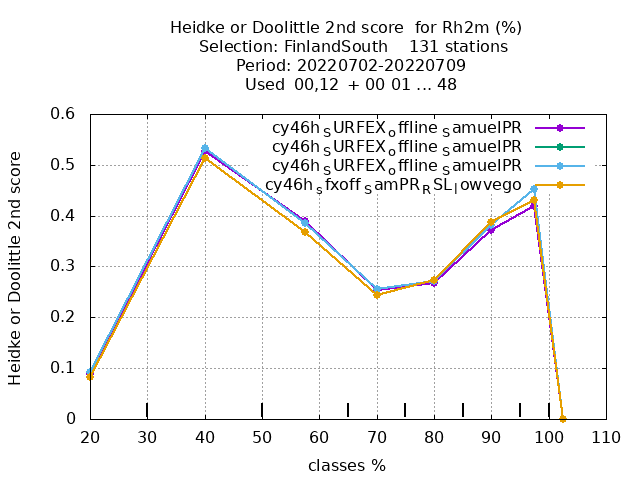 Heidke or Doolittle 2nd score for Rh2m (%)
Selection: FinlandSouth 131 stations
Period: 20220702-20220709
Used 00,12 + 00 01 ... 48
cy46h_SURFEX_offline_SamuelPR
cy46h_SURFEX_offline_SamuelPR
cy46h_SURFEX_offline_SamuelPR
cy46h_sfxoff_SamPR_RSL_lowvego
Heidke or Doolittle 2nd score
0.6
0.5
0.4
0.3
0.2
0.1
0
20 30 40 50 60 70 80 90 100 110
classes %